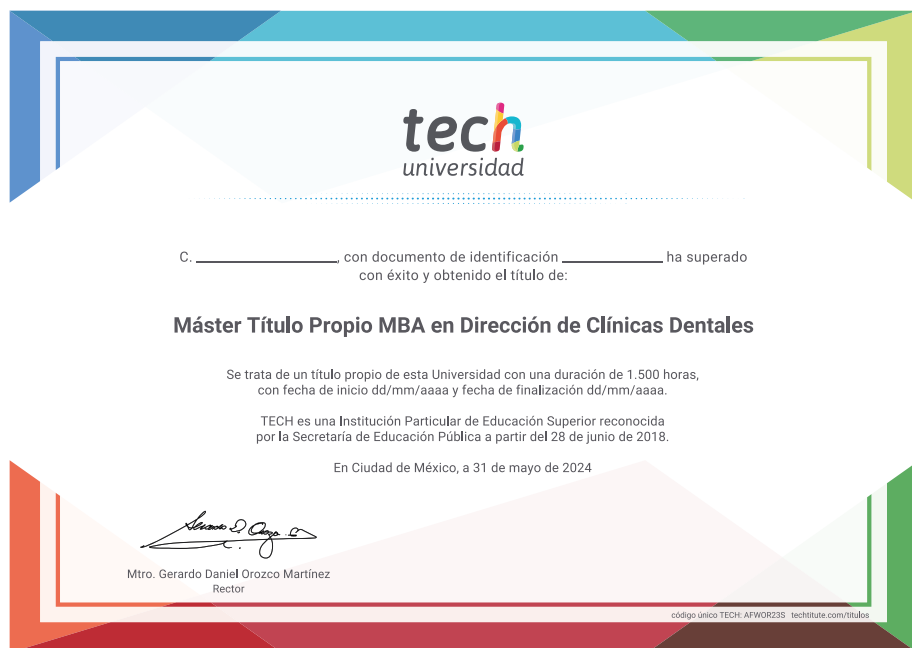 tech
universidad
C. ____________, con documento de identificación ____________ ha superado
con éxito y obtenido el título de:
Máster Título Propio MBA en Dirección de Clínicas Dentales
Se trata de un título propio de esta Universidad con una duración de 1.500 horas,
con fecha de inicio dd/mm/aaaa y fecha de finalización dd/mm/aaaa.
TECH es una Institución Particular de Educación Superior reconocida
por la Secretaría de Educación Pública a partir del 28 de junio de 2018.
En Ciudad de México, a 31 de mayo de 2024
Mtro. Gerardo Daniel Orozco Martínez
Rector
código único TECH: AFWOR23S techtitute.com/titulos